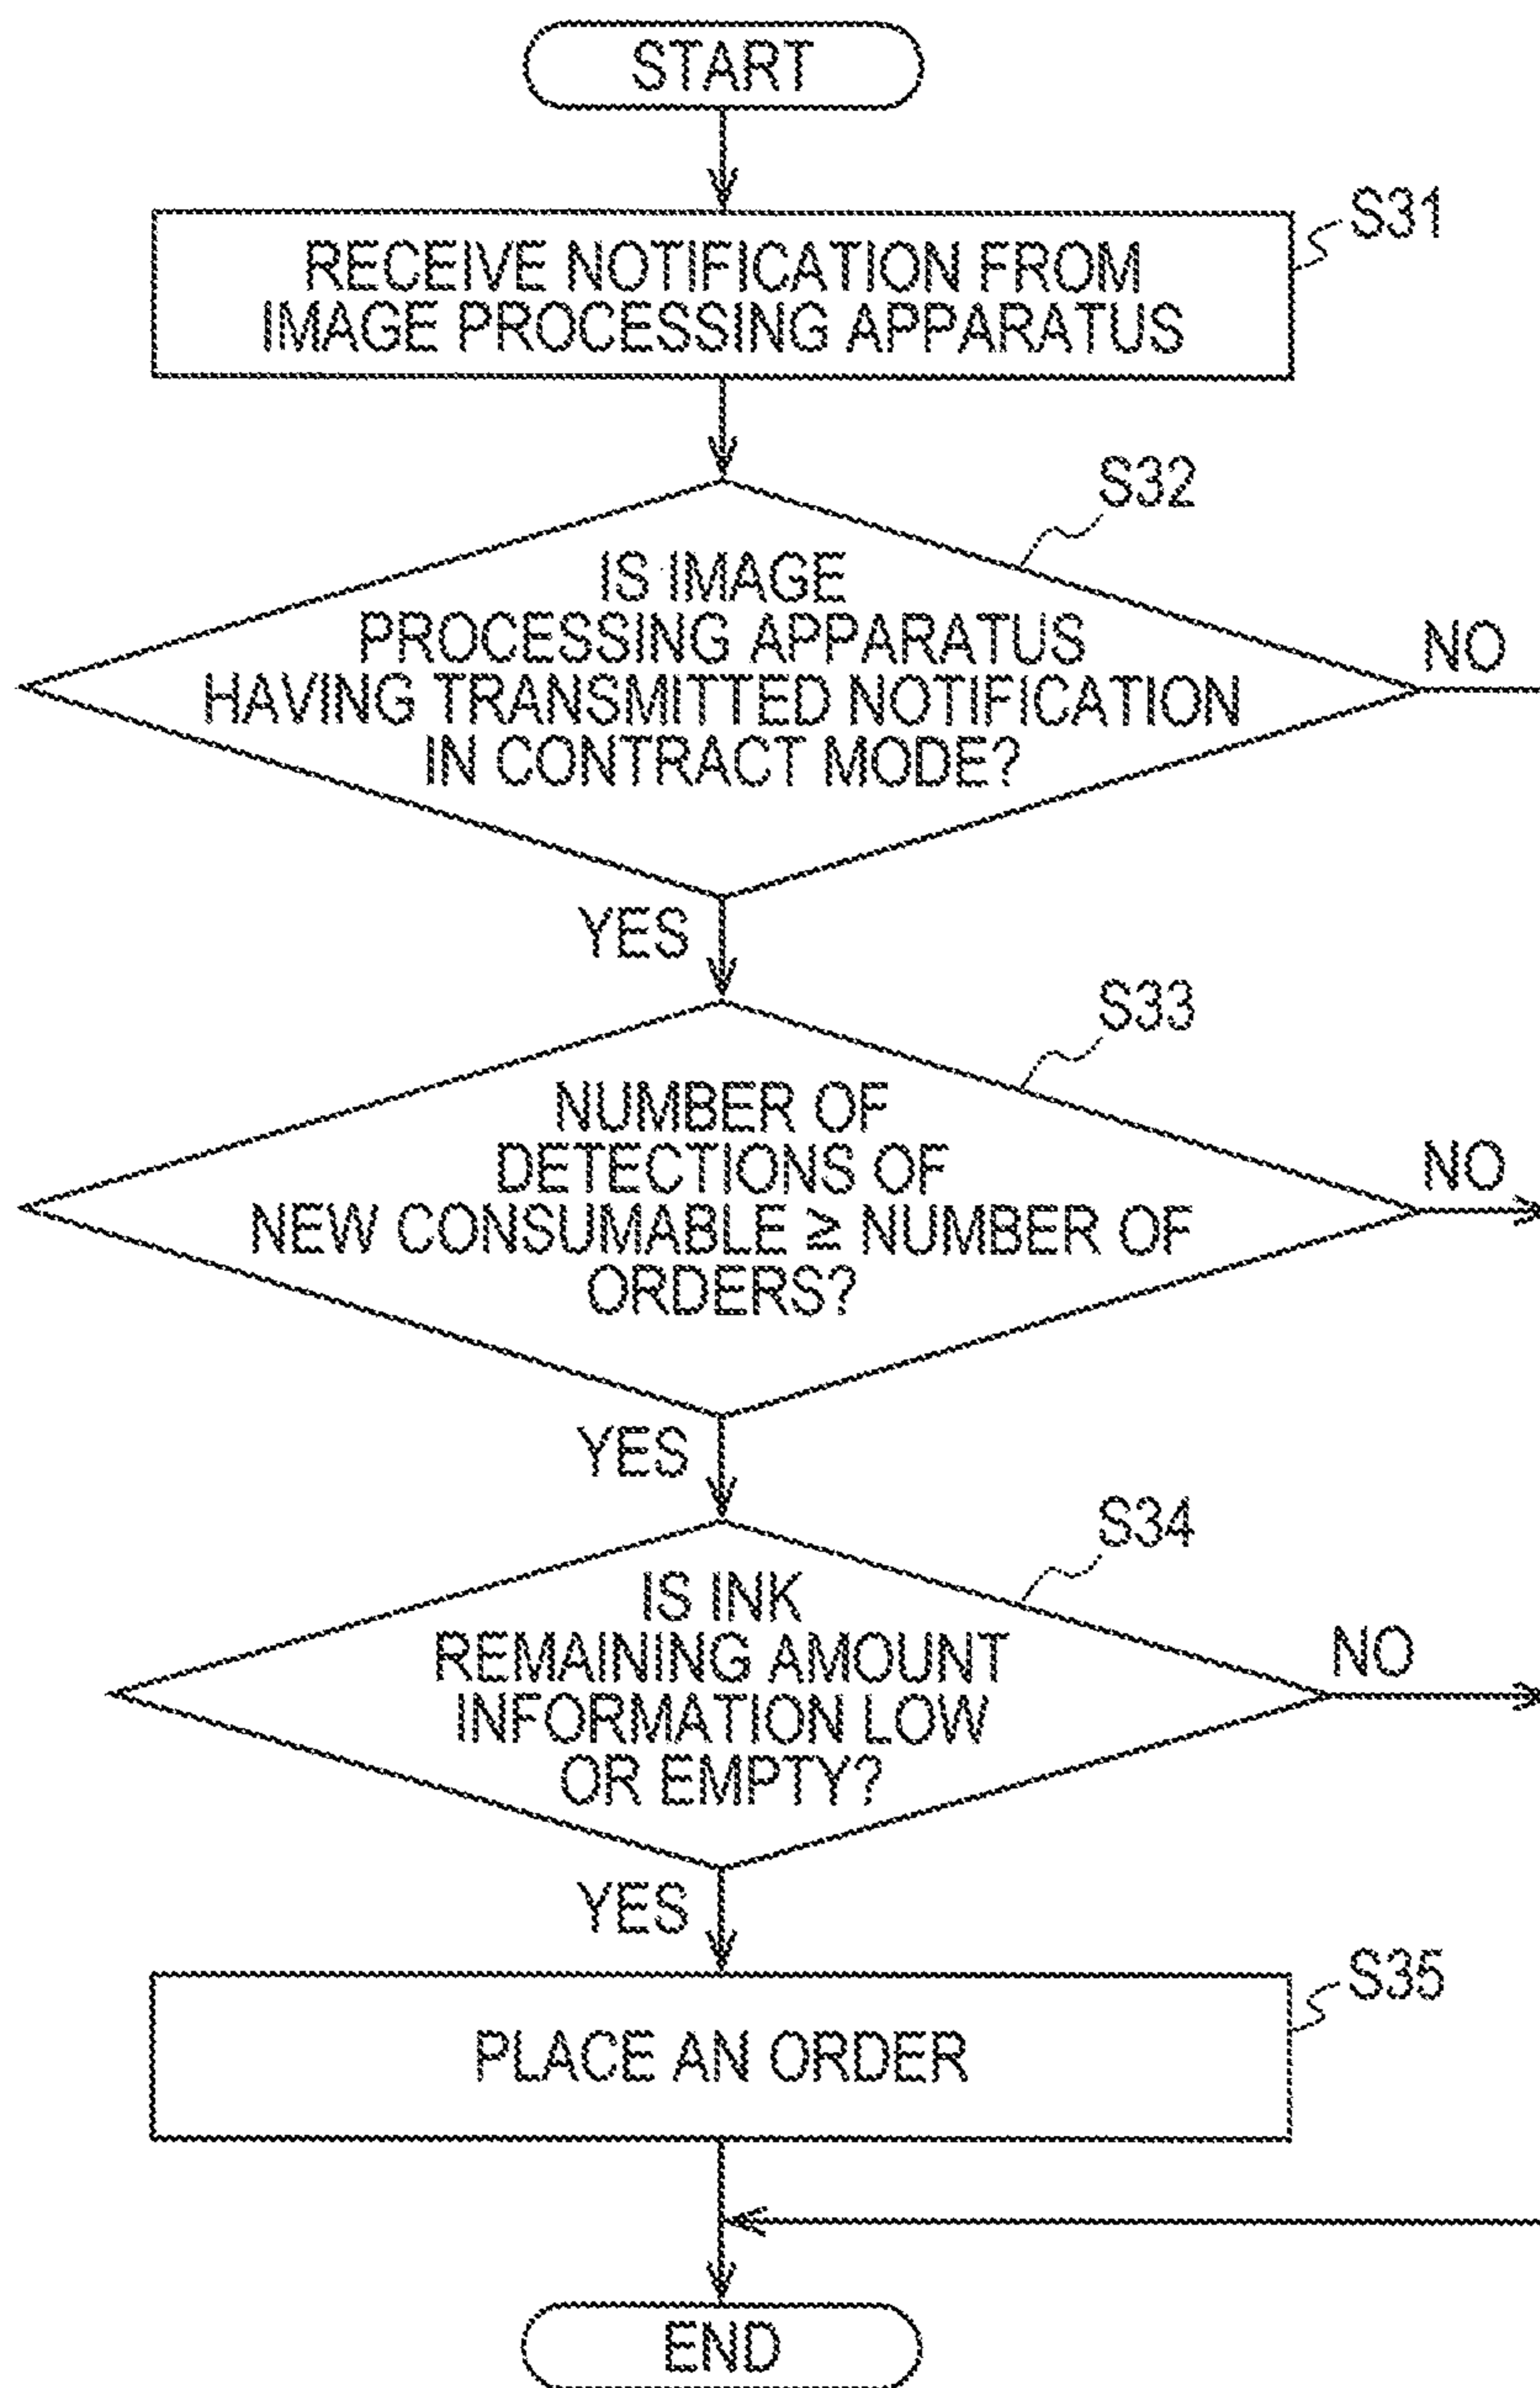 START
S31
RECEIVE NOTIFICATION FROM
IMAGE PROCESSING APPARATUS
S32
IS IMAGE
PROCESSING APPARATUS
HAVING TRANSMITTED NOTIFICATION
IN CONTRACT MODE?
NO
YES
S33
NUMBER OF
DETECTIONS OF
NEW CONSUMABLE ≧ NUMBER OF
ORDERS?
NO
YES
S34
IS INK
REMAINING AMOUNT
INFORMATION LOW
OR EMPTY?
NO
YES
S35
PLACE AN ORDER
END